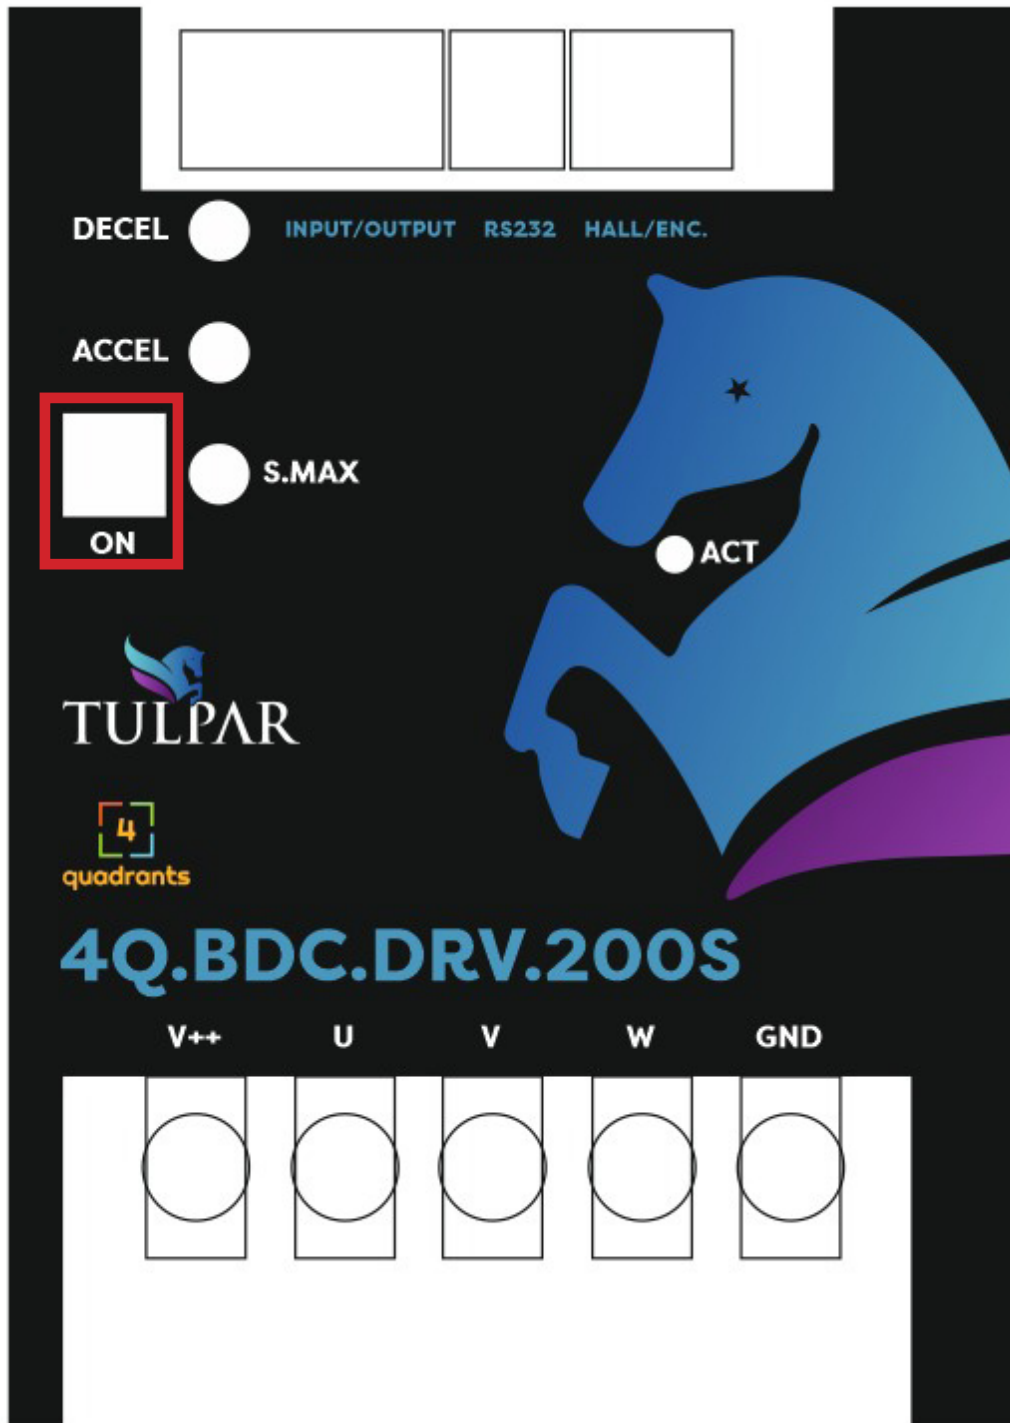 DECEL
INPUT/OUTPUT RS232 HALL/ENC.
ACCEL
S.MAX
ON
ACT
TULPAR
4
quadrants
4Q.BDC.DRV.200S
V++ U V W GND